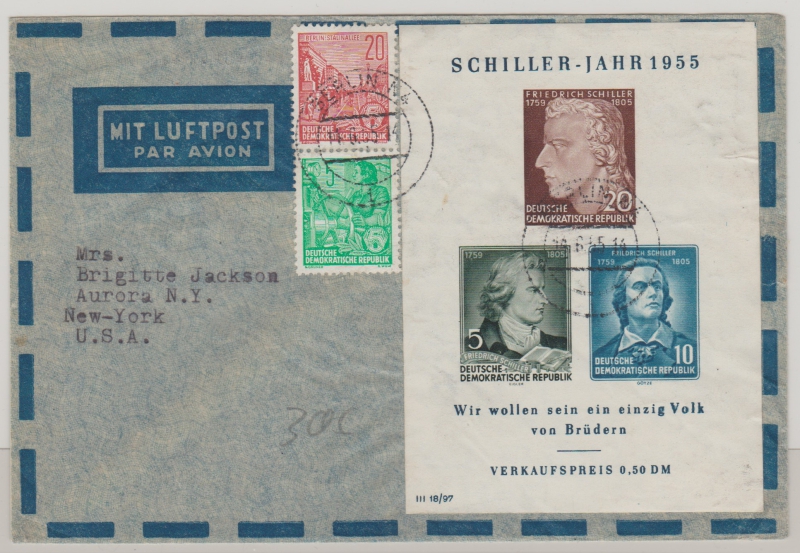 MIT LUFTPOST
PAR AVION
Mrs.
Brigitte Jackson
Aurora N.Y.
New-York
U.S.A.
300
BERLIN STALINALLEE
20
DEUTSCHE
DEMOKRATISCHE REPUBLIK
5
DEUTSCHE
DEMOKRATISCHE REPUBLIK
SCHILLER-JAHR 1955
FRIEDRICH SCHILLER
1759 1805
20
DEUTSCHE
DEMOKRATISCHE REPUBLIK
1759 1805
5
FRIEDRICH SCHILLER
DEUTSCHE
DEMOKRATISCHE REPUBLIK
FRIEDRICH SCHILLER
1759 1805
10
DEUTSCHE
DEMOKRATISCHE REPUBLIK
Wir wollen sein ein einzig Volk
von Brüdern
VERKAUFSPREIS 0,50 DM
III 18/97